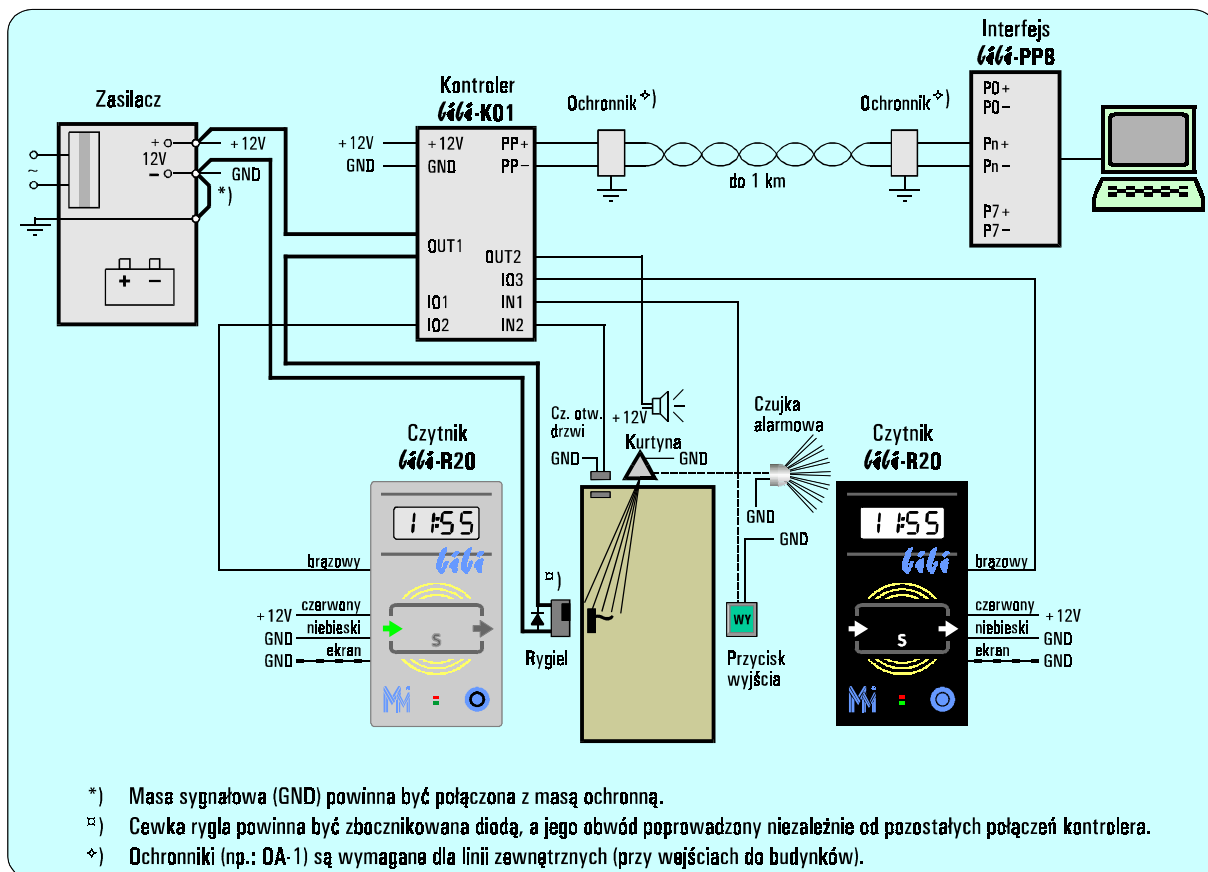 Interfejs
bibi-PP8
Zasilacz
Kontroler
bibi-K01
Ochronnik ✧)
Ochronnik ✧)
P0+
P0−
+ 
12V
−
+12V
GND
*)
~
+ −
+12V
GND
+12V PP+
GND PP−
OUT1
OUT2
IO3
IO1 IN1
IO2 IN2
do 1 km
Pn+
Pn−
P7+
P7−
Cz. otw.
drzwi
GND
+12V
Kurtyna
GND
Czujka
alarmowa
GND
GND
Czytnik
bibi-R20
11:55
bibi
brązowy
czerwony
+12V
niebieski
GND
ekran
GND
S
MM
¤)
Rygiel
WY
Przycisk
wyjścia
Czytnik
bibi-R20
11:55
bibi
brązowy
czerwony
+12V
niebieski
GND
ekran
GND
S
MM
*) Masa sygnałowa (GND) powinna być połączona z masą ochronną.
¤) Cewka rygla powinna być zbocznikowana diodą, a jego obwód poprowadzony niezależnie od pozostałych połączeń kontrolera.
✧) Ochronniki (np.: OA-1) są wymagana dla linii zewnętrznych (przy wejściach do budynków).